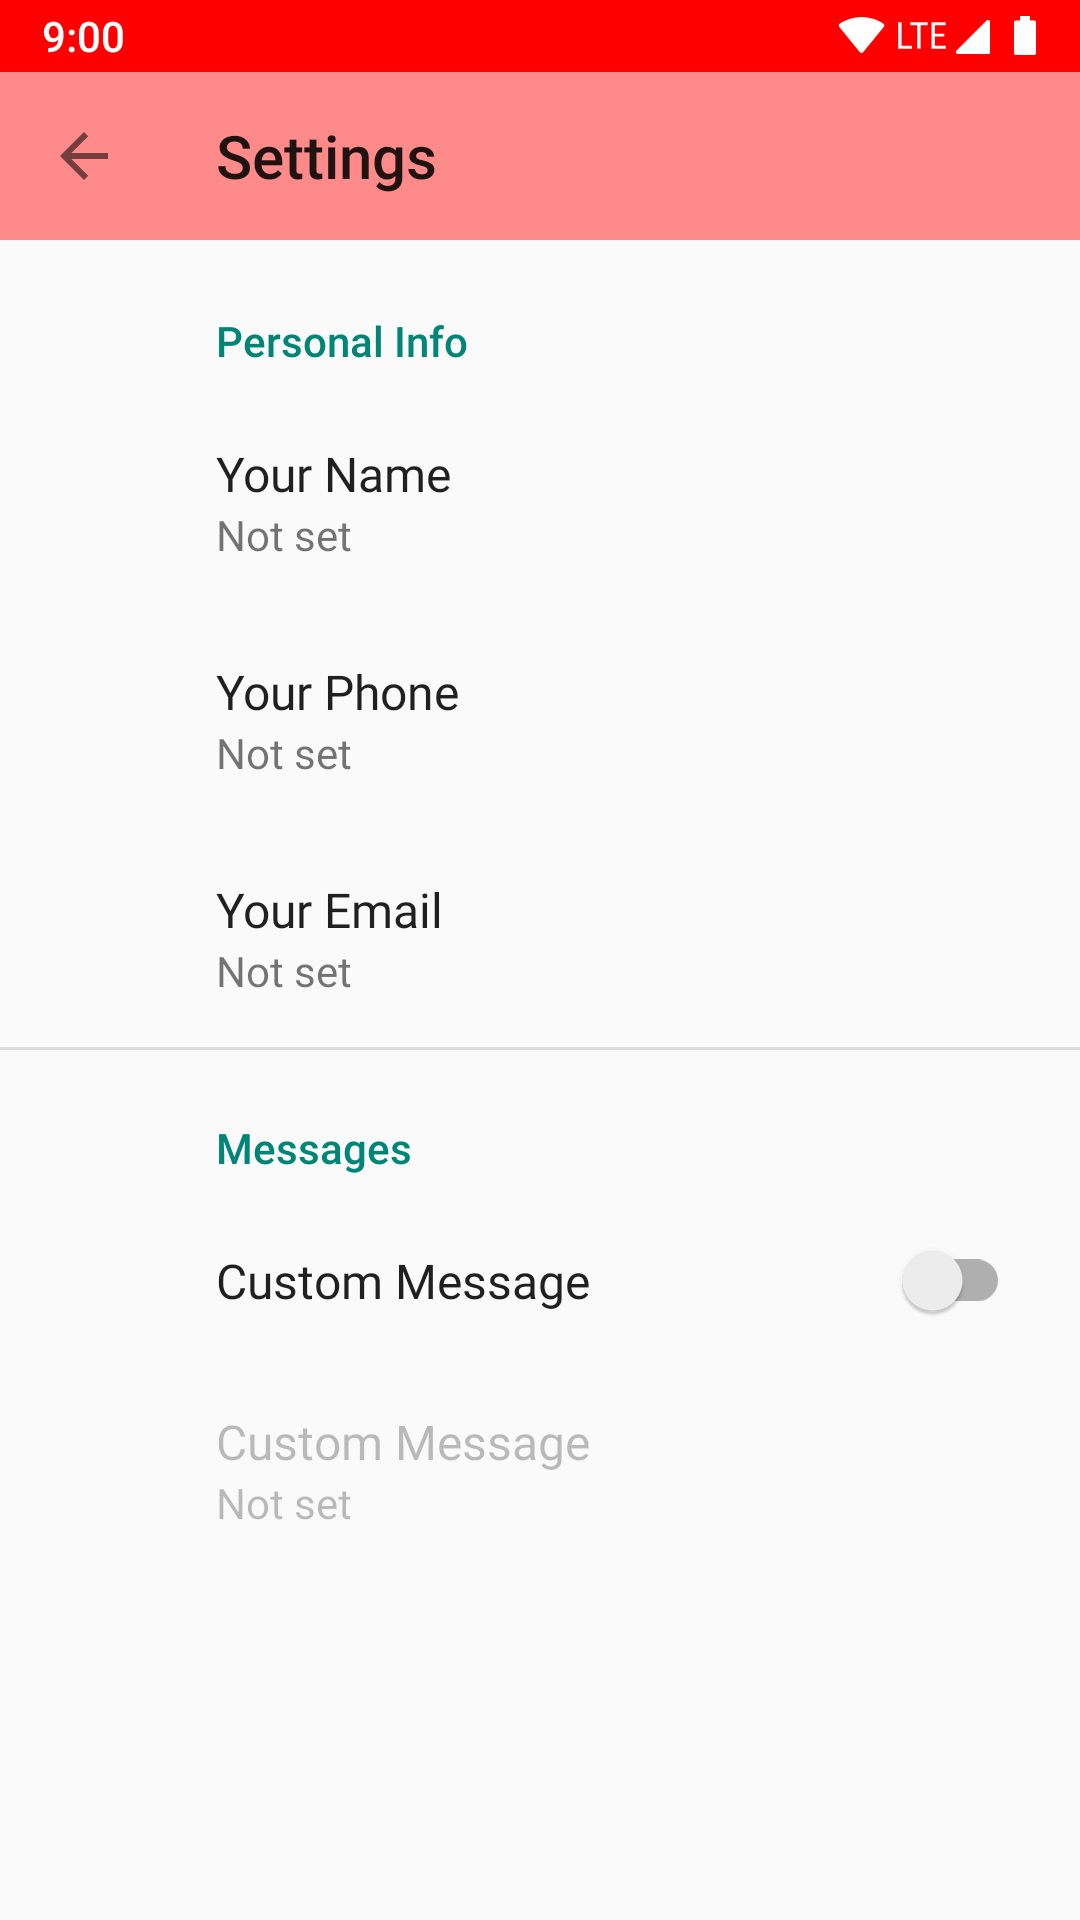 9:00 LTE
Settings
Personal Info
Your Name
Not set
Your Phone
Not set
Your Email
Not set
Messages
Custom Message
Custom Message
Not set